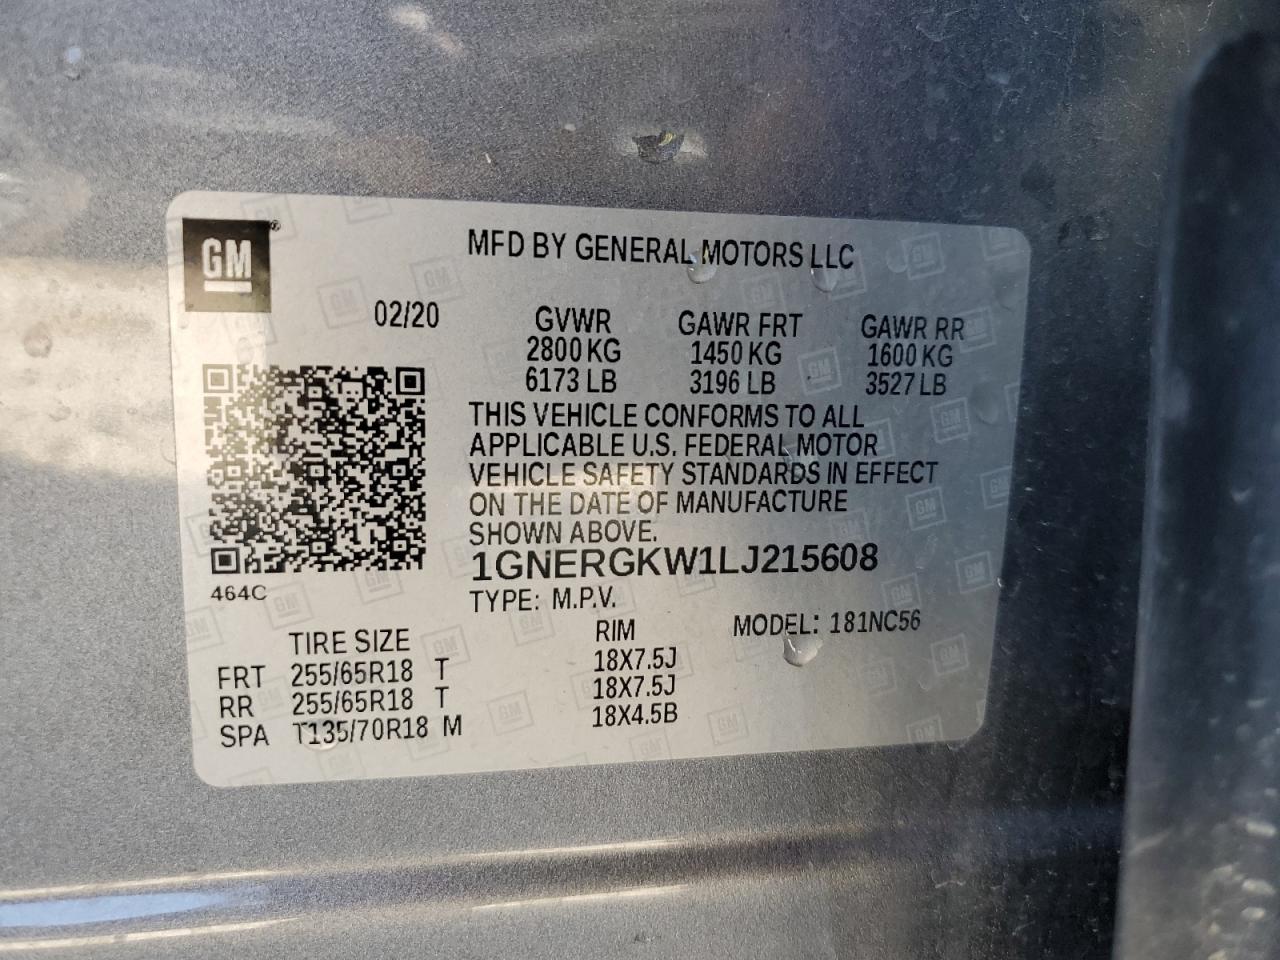 GM®
MFD BY GENERAL MOTORS LLC
02/20
GVWR GAWR FRT GAWR RR
2800 KG 1450 KG 1600 KG
6173 LB 3196 LB 3527 LB
THIS VEHICLE CONFORMS TO ALL
APPLICABLE U.S. FEDERAL MOTOR
VEHICLE SAFETY STANDARDS IN EFFECT
ON THE DATE OF MANUFACTURE
SHOWN ABOVE.
1GNERGKW1LJ215608
464C
TYPE: M.P.V.
MODEL: 181NC56
TIRE SIZE RIM
FRT 255/65R18 T 18X7.5J
RR 255/65R18 T 18X7.5J
SPA T135/70R18 M 18X4.5B